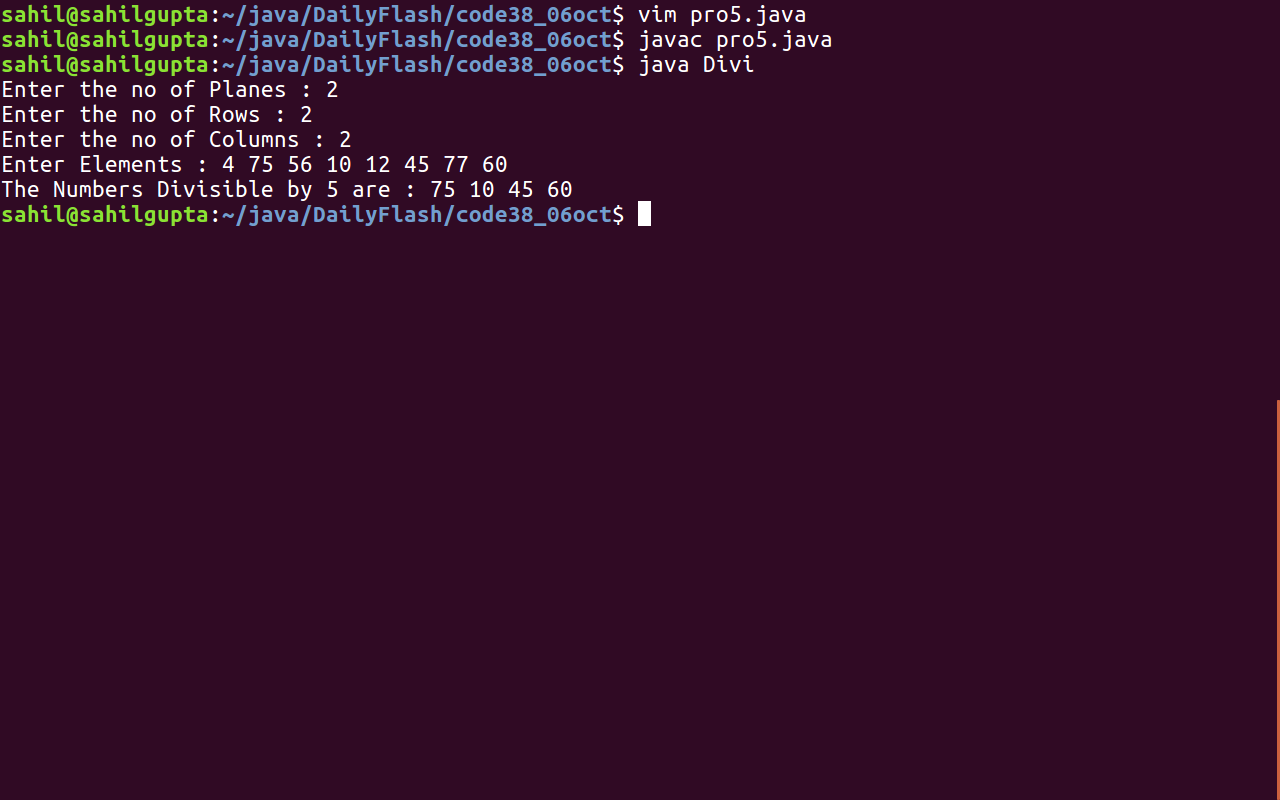 sahil@sahilgupta:~/java/DailyFlash/code38_06oct$ vim pro5.java
sahil@sahilgupta:~/java/DailyFlash/code38_06oct$ javac pro5.java
sahil@sahilgupta:~/java/DailyFlash/code38_06oct$ java Divi
Enter the no of Planes : 2
Enter the no of Rows : 2
Enter the no of Columns : 2
Enter Elements : 4 75 56 10 12 45 77 60
The Numbers Divisible by 5 are : 75 10 45 60
sahil@sahilgupta:~/java/DailyFlash/code38_06oct$